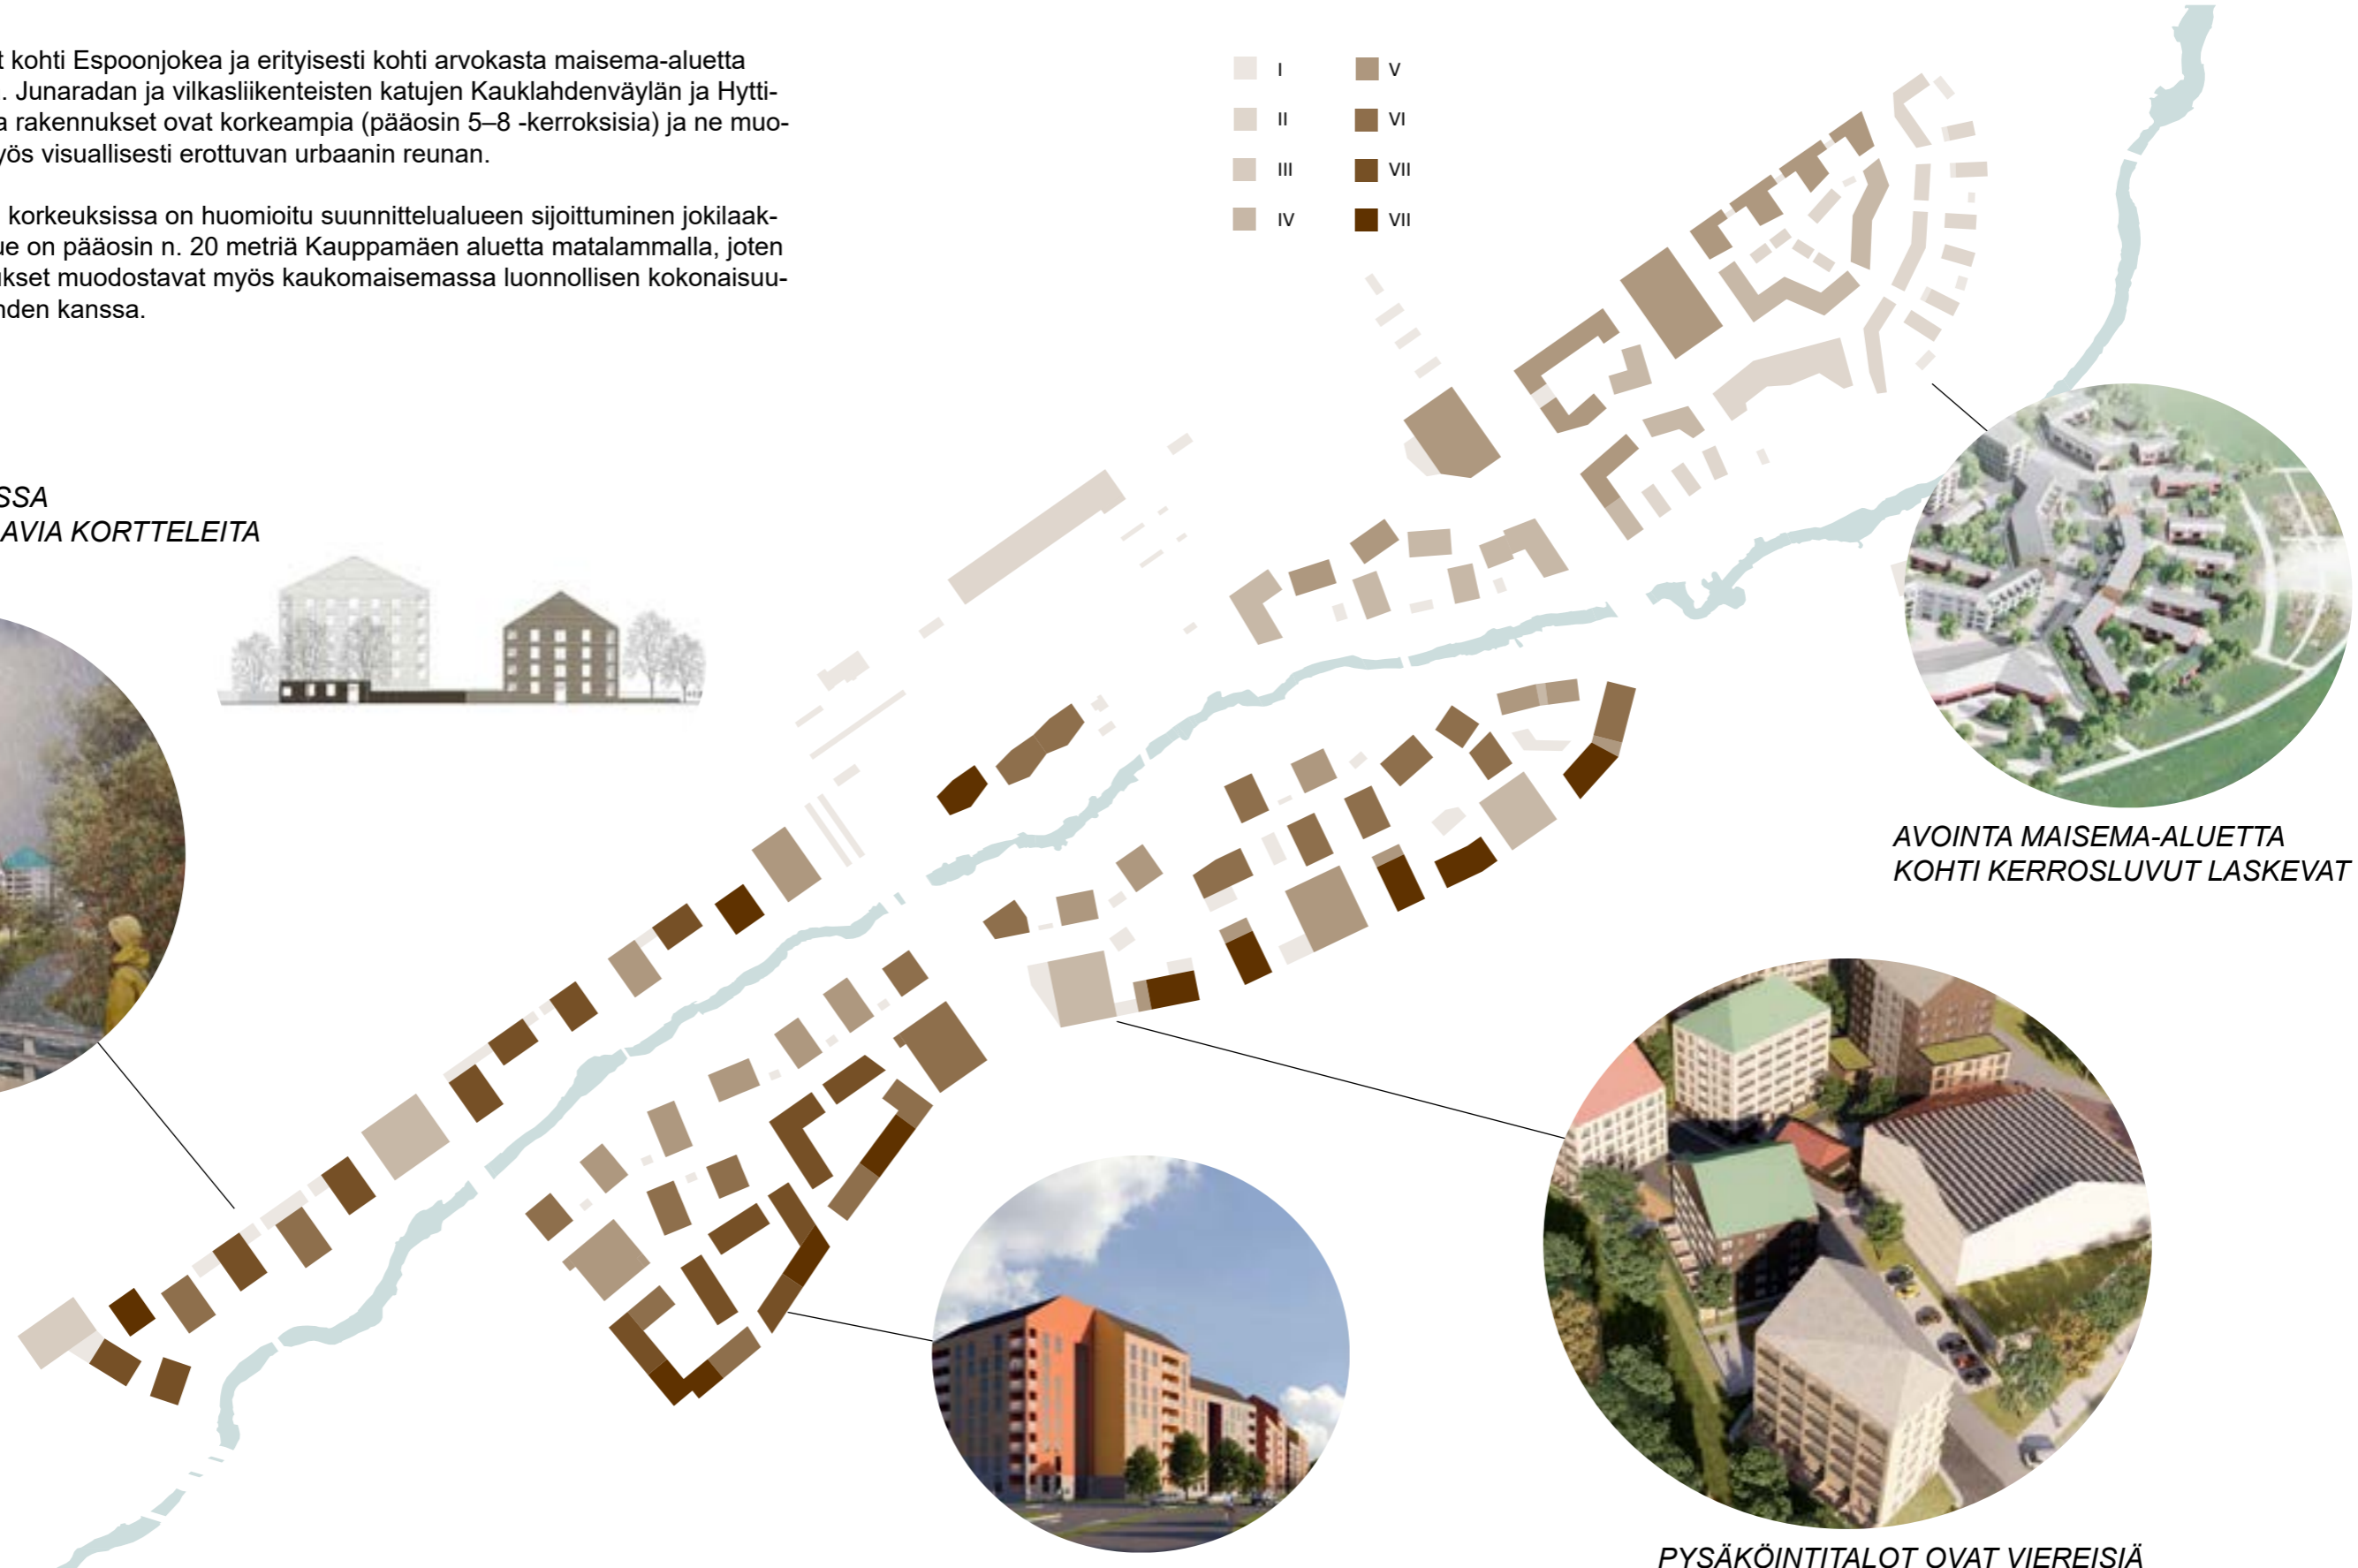 t kohti Espoonjokea ja erityisesti kohti arvokasta maisema-aluetta
. Junaradan ja vilkasliikenteisten katujen Kauklahdenväylän ja Hytti-
a rakennukset ovat korkeampia (pääosin 5–8 -kerroksisia) ja ne muo-
yös visuallisesti erottuvan urbaanin reunan.
korkeuksissa on huomioitu suunnittelualueen sijoittuminen jokilaak-
ue on pääosin n. 20 metriä Kauppamäen aluetta matalammalla, joten
ukset muodostavat myös kaukomaisemassa luonnollisen kokonaisuu-
nden kanssa.
I
II
III
IV
V
VI
VII
VII
SSA
AVIA KORTTELEITA
AVOINTA MAISEMA-ALUETTA
KOHTI KERROSLUVUT LASKEVAT
PYSÄKÖINTITALOT OVAT VIEREISIÄ